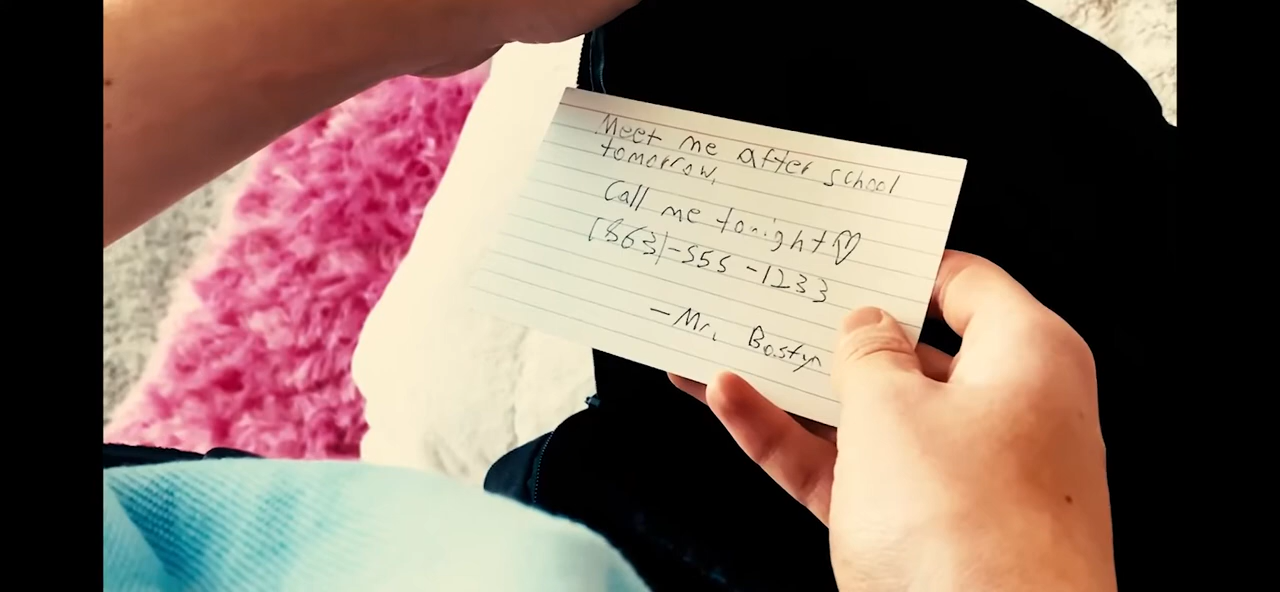 Meet me after school
tomorrow.
Call me tonight♡
(863)-555-1233
-Mr. Bostyn